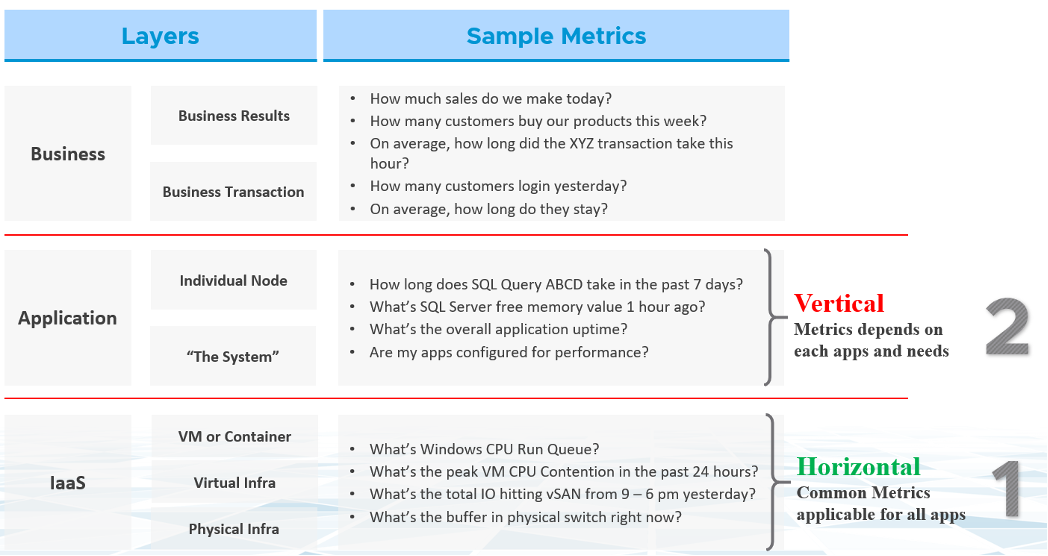 Layers
Sample Metrics
Business
Business Results
Business Transaction
• How much sales do we make today?
• How many customers buy our products this week?
• On average, how long did the XYZ transaction take this
hour?
• How many customers login yesterday?
• On average, how long do they stay?
Application
Individual Node
“The System”
• How long does SQL Query ABCD take in the past 7 days?
• What’s SQL Server free memory value 1 hour ago?
• What’s the overall application uptime?
• Are my apps configured for performance?
Vertical
Metrics depends on
each apps and needs
2
IaaS
VM or Container
Virtual Infra
Physical Infra
• What’s Windows CPU Run Queue?
• What’s the peak VM CPU Contention in the past 24 hours?
• What’s the total IO hitting vSAN from 9 – 6 pm yesterday?
• What’s the buffer in physical switch right now?
Horizontal
Common Metrics
applicable for all apps
1